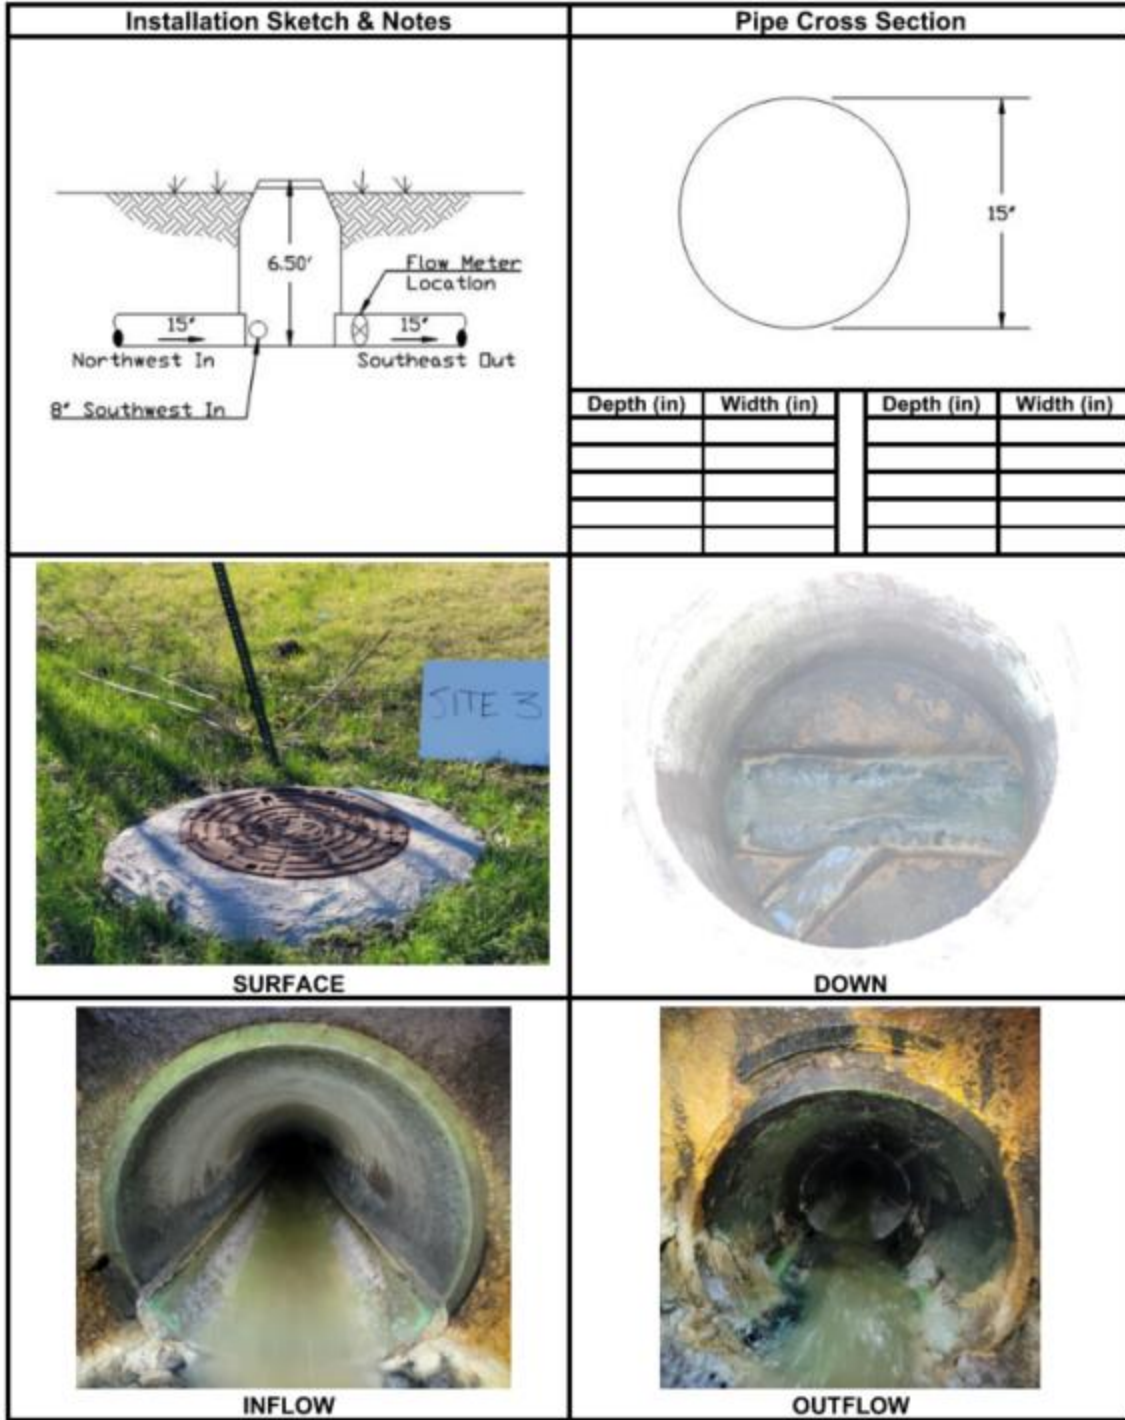 Installation Sketch & Notes
Pipe Cross Section
6.50'
Flow Meter
Location
15"
15"
Northwest In
Southeast Out
8" Southwest In
15"
Depth (in) Width (in) Depth (in) Width (in)
SITE 3
SURFACE
DOWN
INFLOW
OUTFLOW